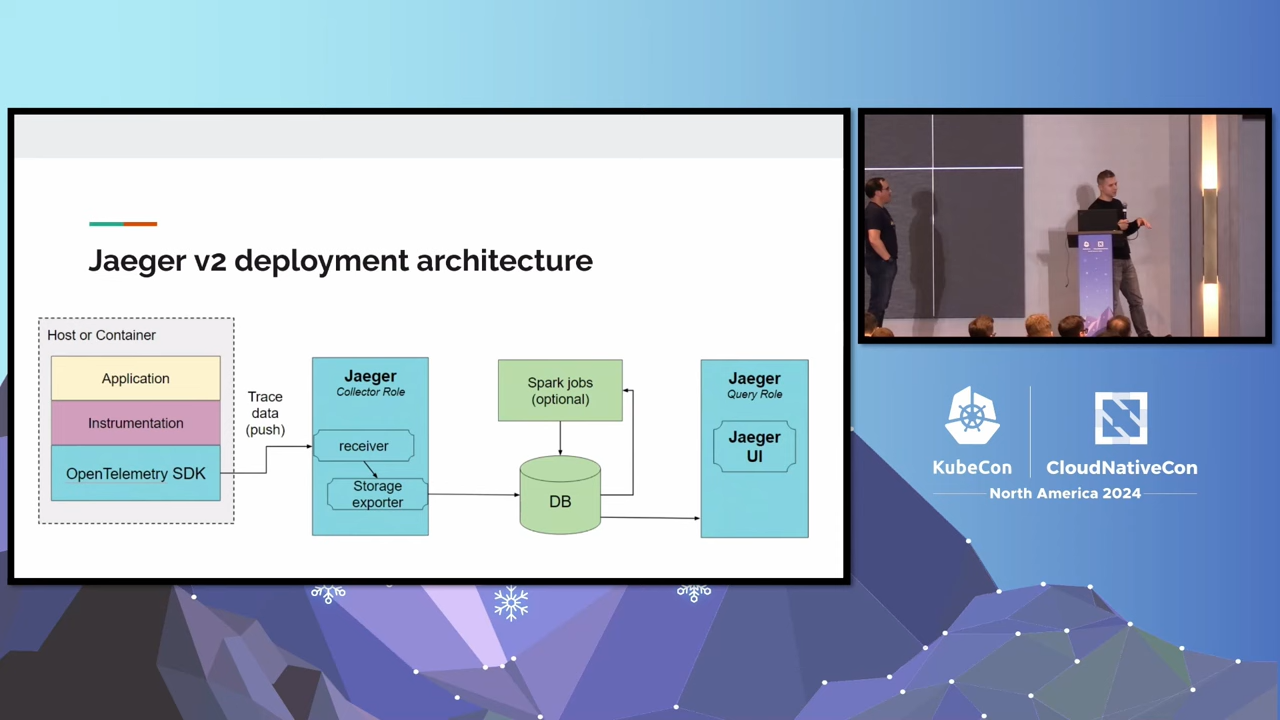 Jaeger v2 deployment architecture
Host or Container
Application
Instrumentation
OpenTelemetry SDK
Trace
data
(push)
Jaeger
Collector Role
receiver
Storage
exporter
Spark jobs
(optional)
DB
Jaeger
Query Role
Jaeger
UI
KubeCon
CloudNativeCon
North America 2024